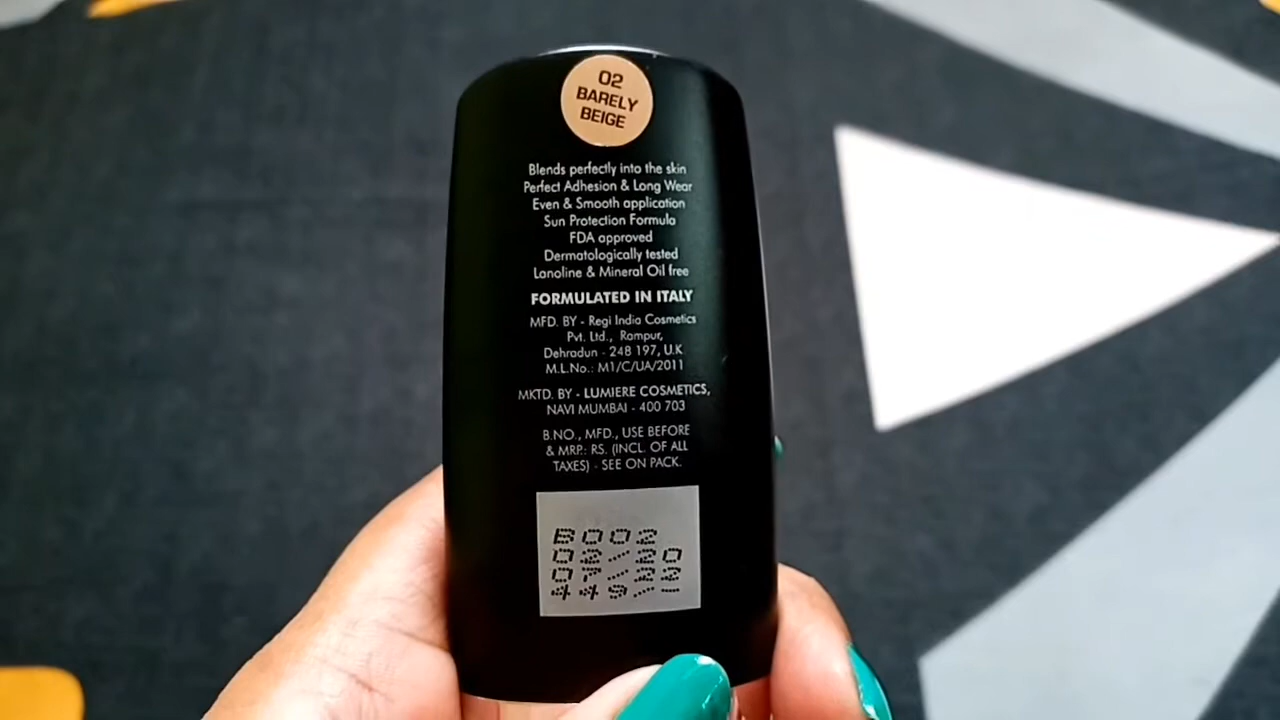 02
BARELY
BEIGE
Blends perfectly into the skin
Perfect Adhesion & Long Wear
Even & Smooth application
Sun Protection Formula
FDA approved
Dermatologically tested
Lanoline & Mineral Oil free
FORMULATED IN ITALY
MFD. BY - Regi India Cosmetics
Pvt. Ltd., Rampur,
Dehradun - 248 197, U.K
M.L.No.: M1/C/UA/2011
MKTD. BY - LUMIERE COSMETICS,
NAVI MUMBAI - 400 703
B.NO., MFD., USE BEFORE
& MRP.: RS. (INCL. OF ALL
TAXES) - SEE ON PACK.
B002
02/20
07/22
449/-